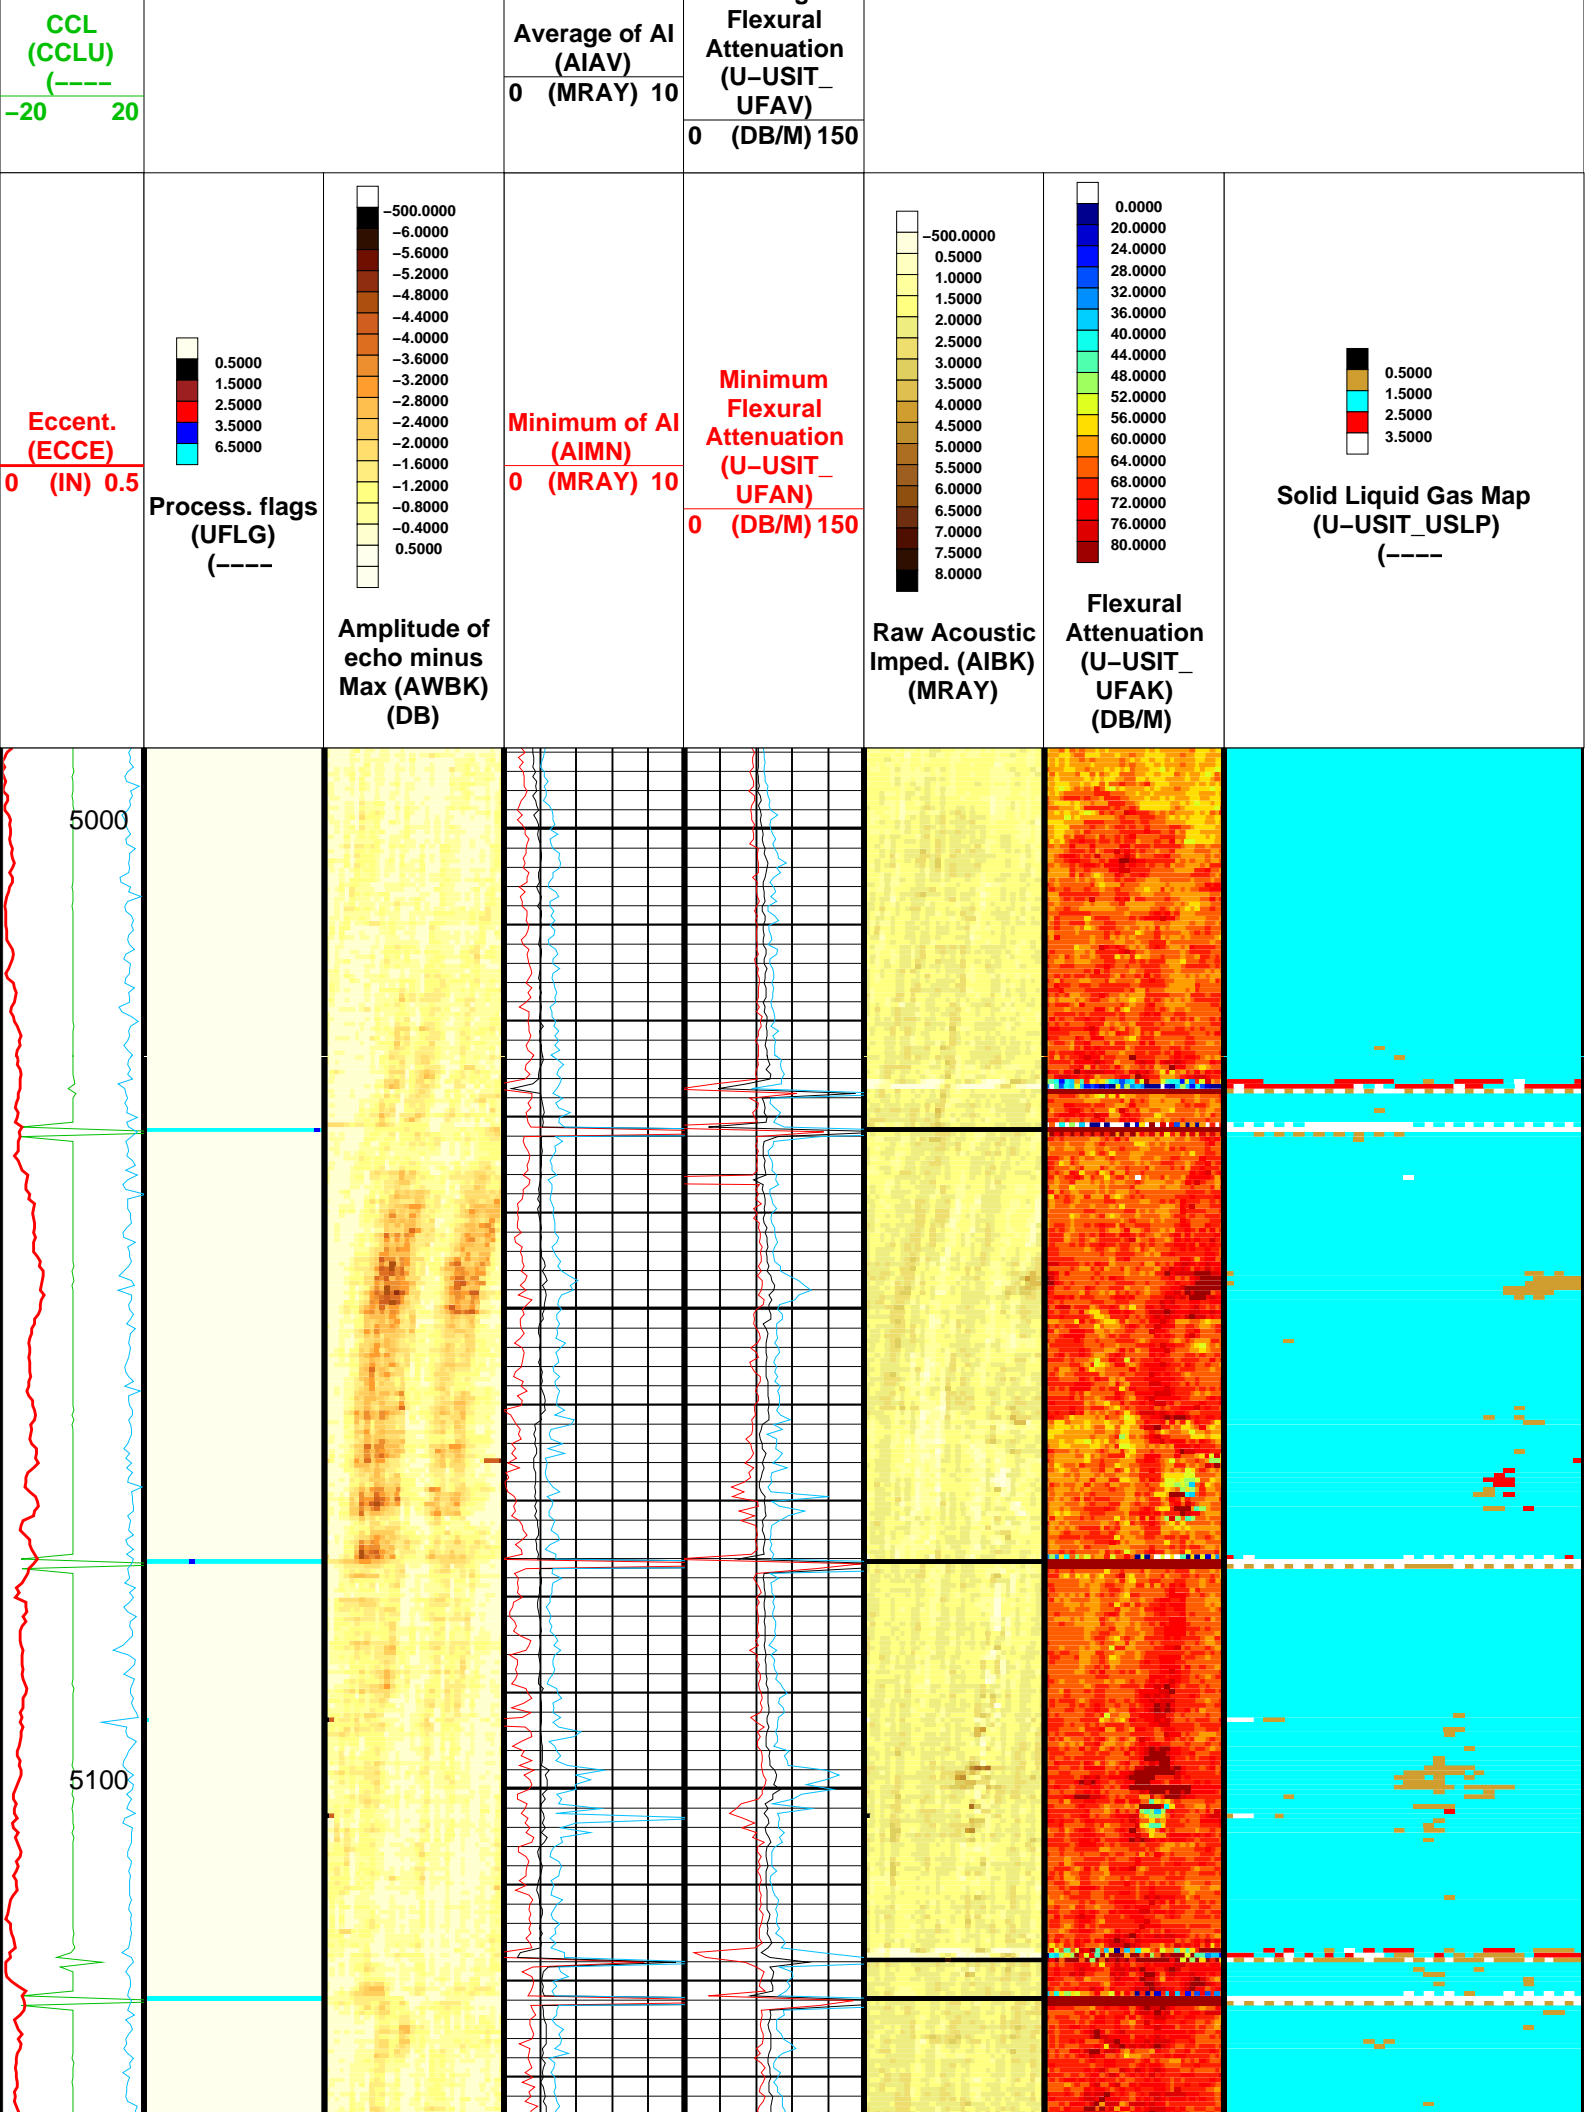 CCL
(CCLU)
(----
-20 20
Average of AI
(AIAV)
0 (MRAY) 10
Flexural
Attenuation
(U-USIT_
UFAV)
0 (DB/M) 150
Eccent.
(ECCE)
0 (IN) 0.5
0.5000
1.5000
2.5000
3.5000
6.5000
Process. flags
(UFLG)
(----
-500.0000
-6.0000
-5.6000
-5.2000
-4.8000
-4.4000
-4.0000
-3.6000
-3.2000
-2.8000
-2.4000
-2.0000
-1.6000
-1.2000
-0.8000
-0.4000
0.5000
Amplitude of
echo minus
Max (AWBK)
(DB)
Minimum of AI
(AIMN)
0 (MRAY) 10
Minimum
Flexural
Attenuation
(U-USIT_
UFAN)
0 (DB/M) 150
-500.0000
0.5000
1.0000
1.5000
2.0000
2.5000
3.0000
3.5000
4.0000
4.5000
5.0000
5.5000
6.0000
6.5000
7.0000
7.5000
8.0000
Raw Acoustic
Imped. (AIBK)
(MRAY)
0.0000
20.0000
24.0000
28.0000
32.0000
36.0000
40.0000
44.0000
48.0000
52.0000
56.0000
60.0000
64.0000
68.0000
72.0000
76.0000
80.0000
Flexural
Attenuation
(U-USIT_
UFAK)
(DB/M)
0.5000
1.5000
2.5000
3.5000
Solid Liquid Gas Map
(U-USIT_USLP)
(----
5000
5100